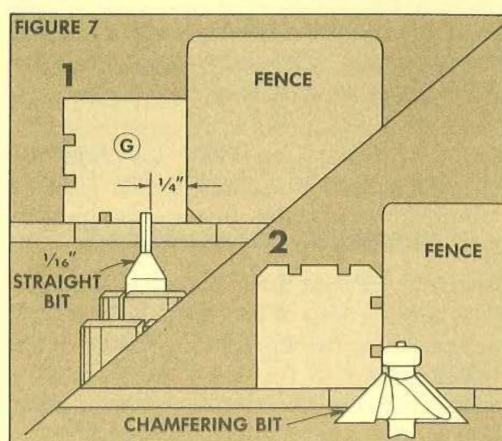 FIGURE 7
1
FENCE
G
1/4"
1/16"
STRAIGHT
BIT
2
FENCE
CHAMFERING BIT